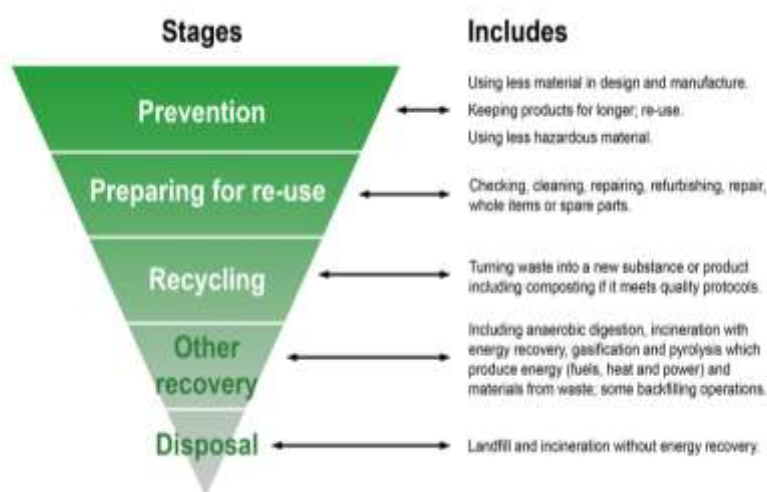 Stages
Includes
Prevention
Using less material in design and manufacture.
Keeping products for longer; re-use.
Using less hazardous material.
Preparing for re-use
Checking, cleaning, repairing, refurbishing, repair,
whole items or spare parts.
Recycling
Turning waste into a new substance or product
including composting if it meets quality protocols.
Other
recovery
Including anaerobic digestion, incineration with
energy recovery, gasification and pyrolysis which
produce energy (fuels, heat and power) and
materials from waste; some backfilling operations.
Disposal
Landfill and incineration without energy recovery.